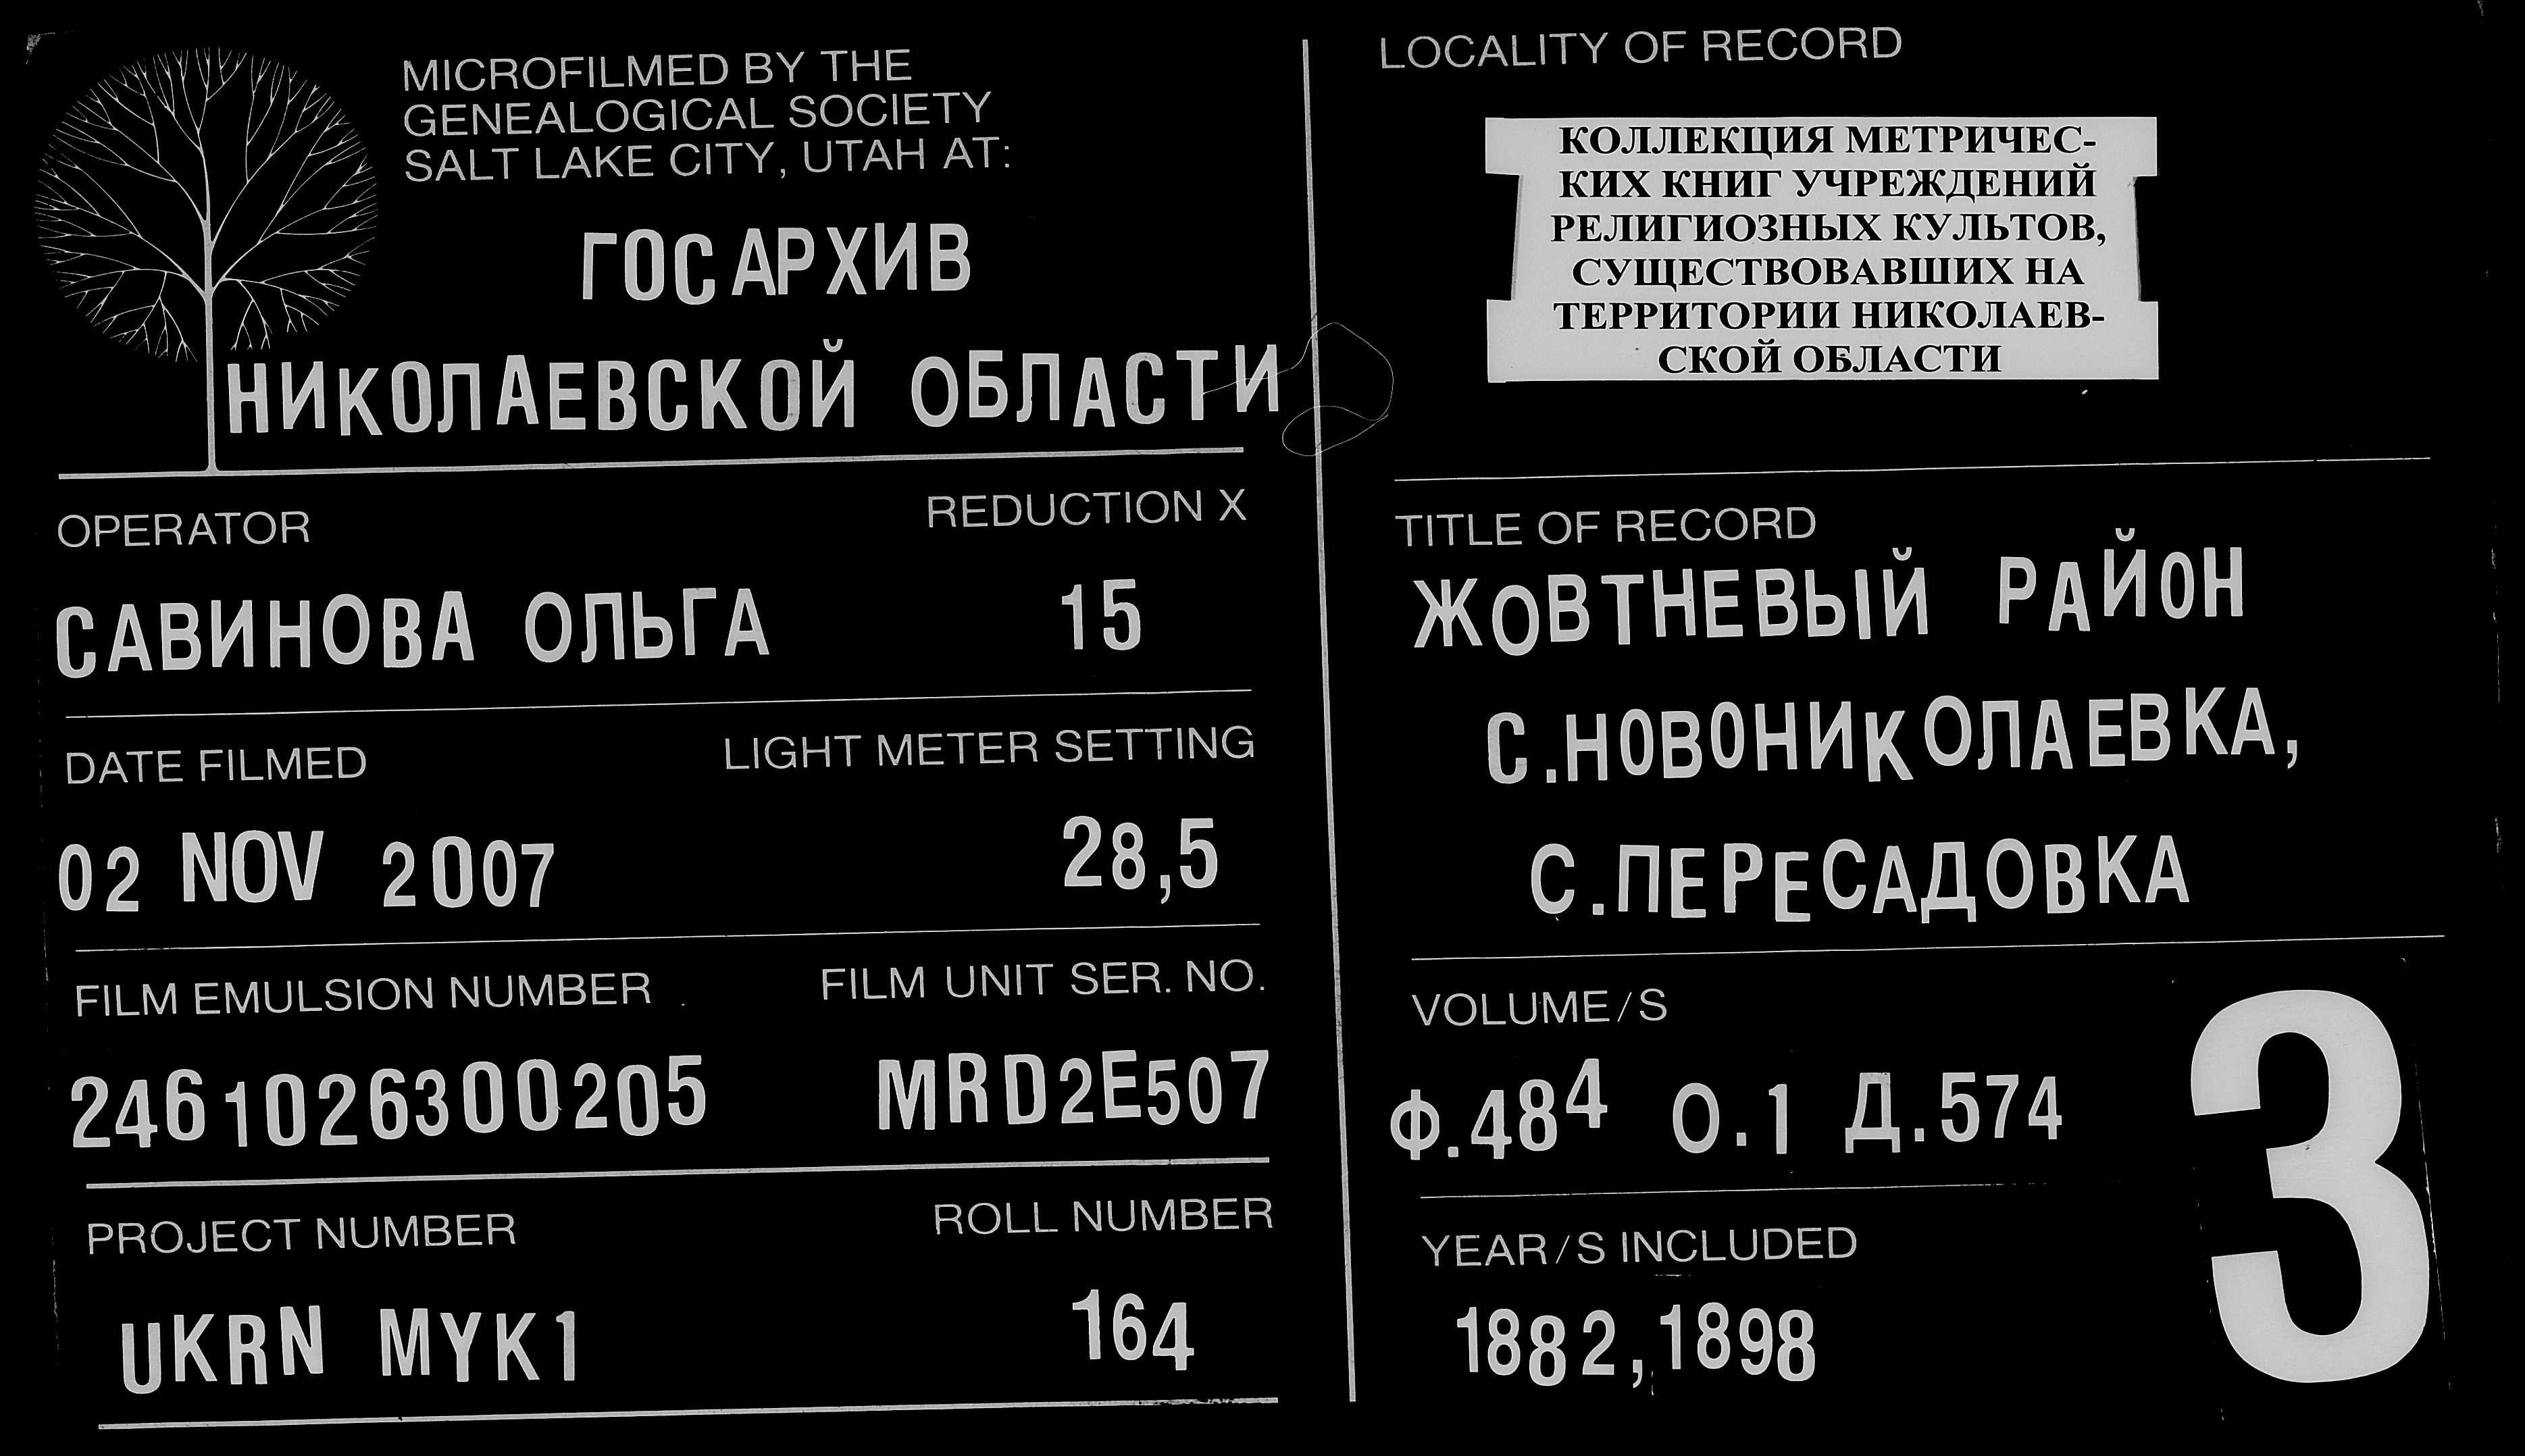 MICROFILMED BY THE
GENEALOGICAL SOCIETY
SALT LAKE CITY, UTAH AT:
ГОСАРХИВ
НИКОЛАЕВСКОЙ ОБЛАСТИ
OPERATOR
REDUCTION X
САВИНОВА ОЛЬГА
15
DATE FILMED
LIGHT METER SETTING
02 NOV 2007
28,5
FILM EMULSION NUMBER
FILM UNIT SER. NO.
2461026300205
MRD2E507
PROJECT NUMBER
ROLL NUMBER
UKRN MYK1
164
LOCALITY OF RECORD
КОЛЛЕКЦИЯ МЕТРИЧЕС-
КИХ КНИГ УЧРЕЖДЕНИЙ
РЕЛИГИОЗНЫХ КУЛЬТОВ,
СУЩЕСТВОВАВШИХ НА
ТЕРРИТОРИИ НИКОЛАЕВ-
СКОЙ ОБЛАСТИ
TITLE OF RECORD
ЖОВТНЕВЫЙ РАЙОН
С.НОВОНИКОЛАЕВКА,
С.ПЕРЕСАДОВКА
VOLUME/S
Ф.484 О.1 Д.574
YEAR/S INCLUDED
1882,1898
3